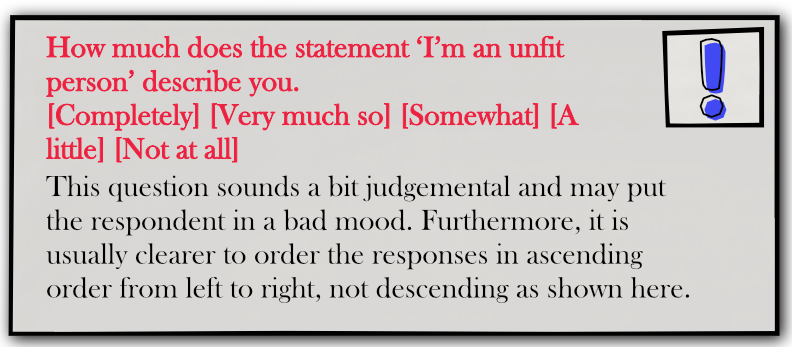 How much does the statement ‘I’m an unfit
person’ describe you.
[Completely] [Very much so] [Somewhat] [A
little] [Not at all]
This question sounds a bit judgemental and may put
the respondent in a bad mood. Furthermore, it is
usually clearer to order the responses in ascending
order from left to right, not descending as shown here.
!